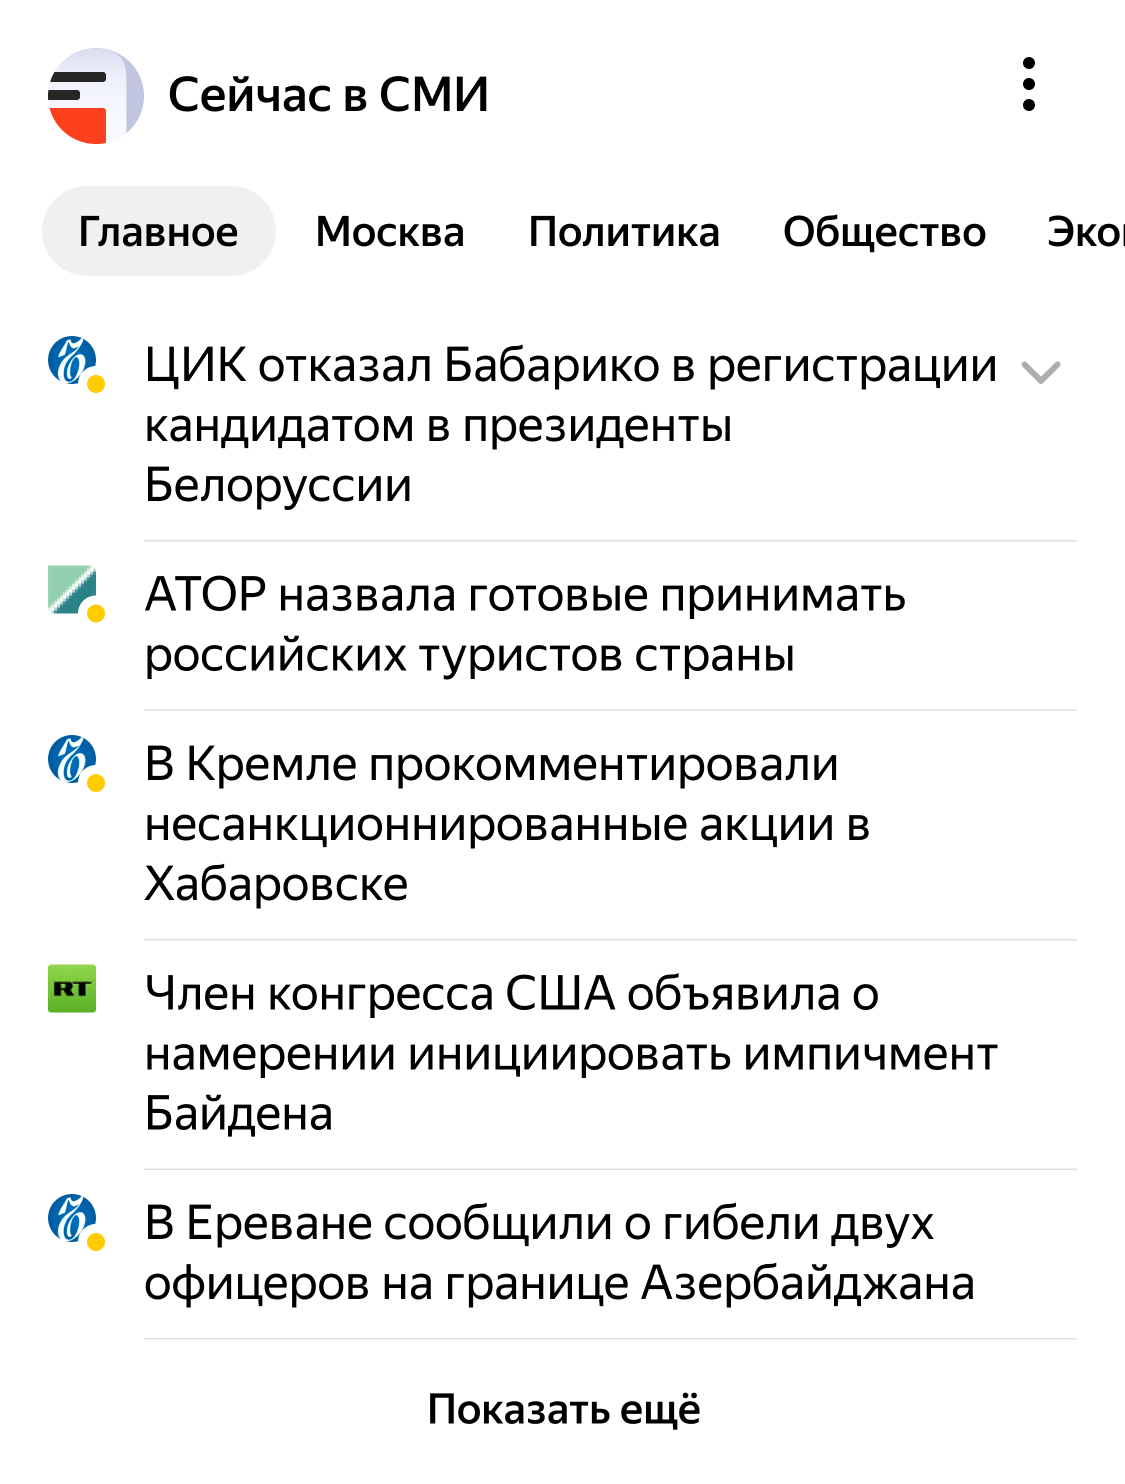 Сейчас в СМИ
Главное Москва Политика Общество Эко
ЦИК отказал Бабарико в регистрации
кандидатом в президенты
Белоруссии
АТОР назвала готовые принимать
российских туристов страны
В Кремле прокомментировали
несанкционнированные акции в
Хабаровске
RT
Член конгресса США объявила о
намерении инициировать импичмент
Байдена
В Ереване сообщили о гибели двух
офицеров на границе Азербайджана
Показать ещё